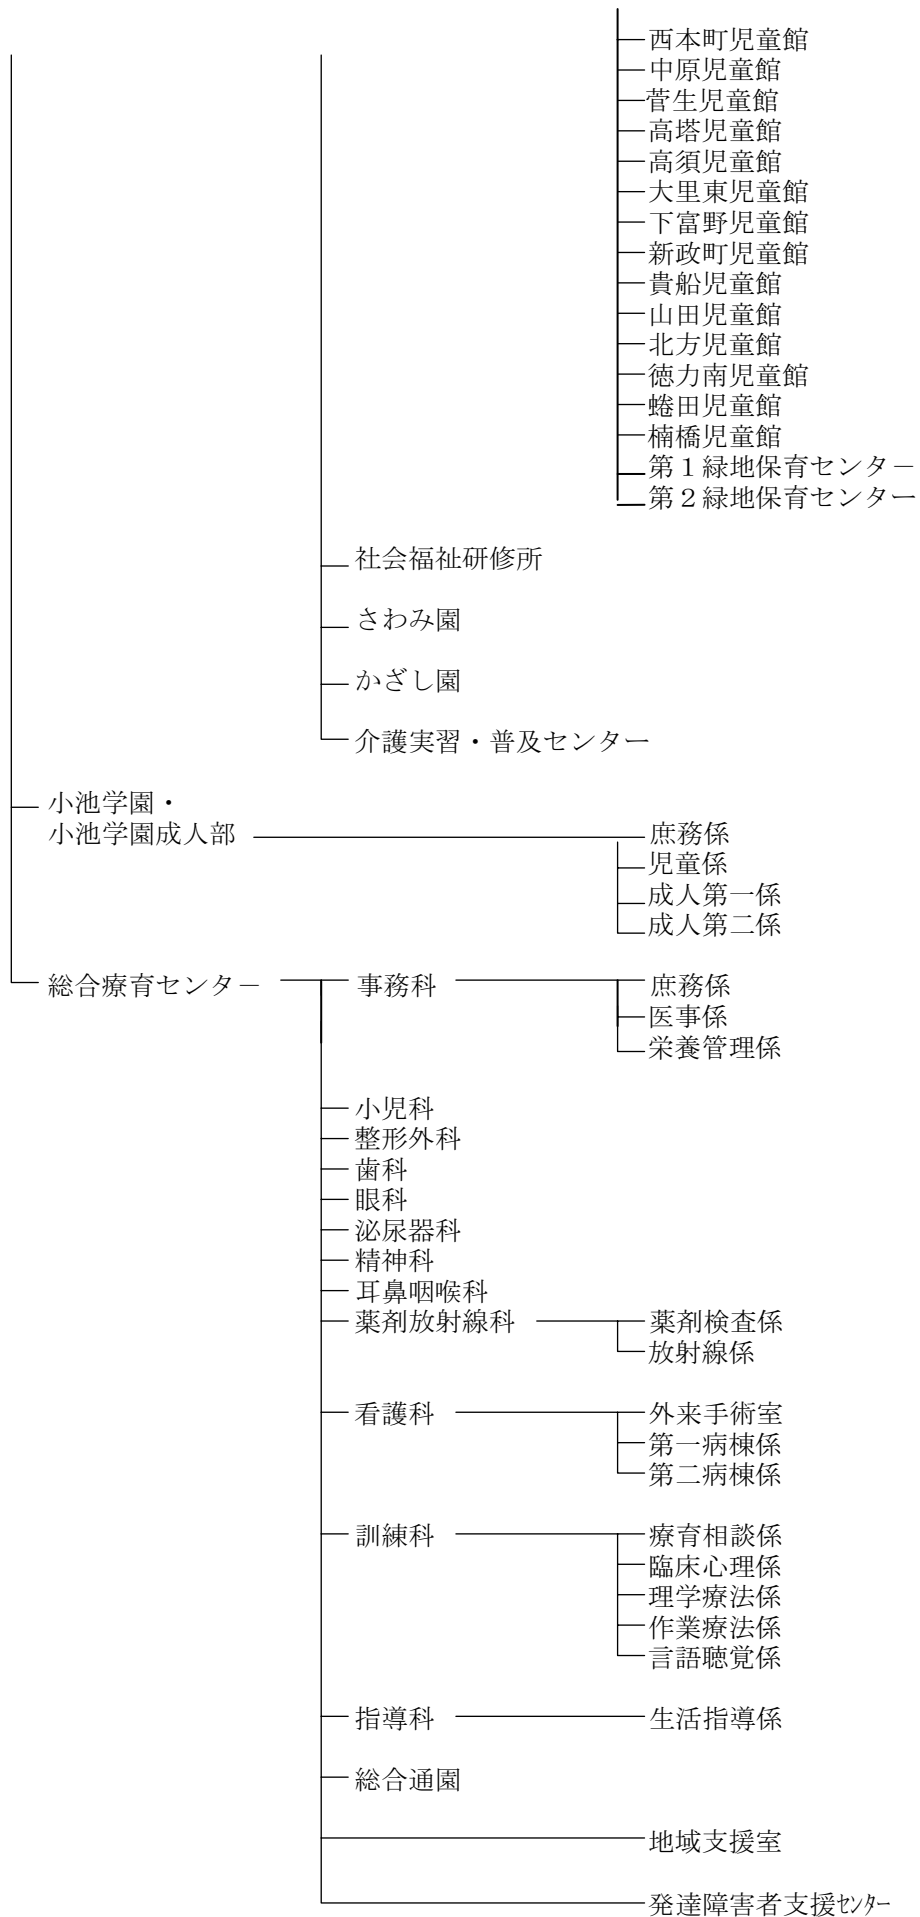 西本町児童館
中原児童館
菅生児童館
高塔児童館
高須児童館
大里東児童館
下富野児童館
新政町児童館
貴船児童館
山田児童館
北方児童館
徳力南児童館
蜷田児童館
楠橋児童館
第１緑地保育センター
第２緑地保育センター
社会福祉研修所
さわみ園
かざし園
介護実習・普及センター
小池学園・
小池学園成人部 庶務係
児童係
成人第一係
成人第二係
総合療育センター 事務科 庶務係
医事係
栄養管理係
小児科
整形外科
歯科
眼科
泌尿器科
精神科
耳鼻咽喉科
薬剤放射線科 薬剤検査係
放射線係
看護科 外来手術室
第一病棟係
第二病棟係
訓練科 療育相談係
臨床心理係
理学療法係
作業療法係
言語聴覚係
指導科 生活指導係
総合通園
地域支援室
発達障害者支援ｾﾝﾀｰ